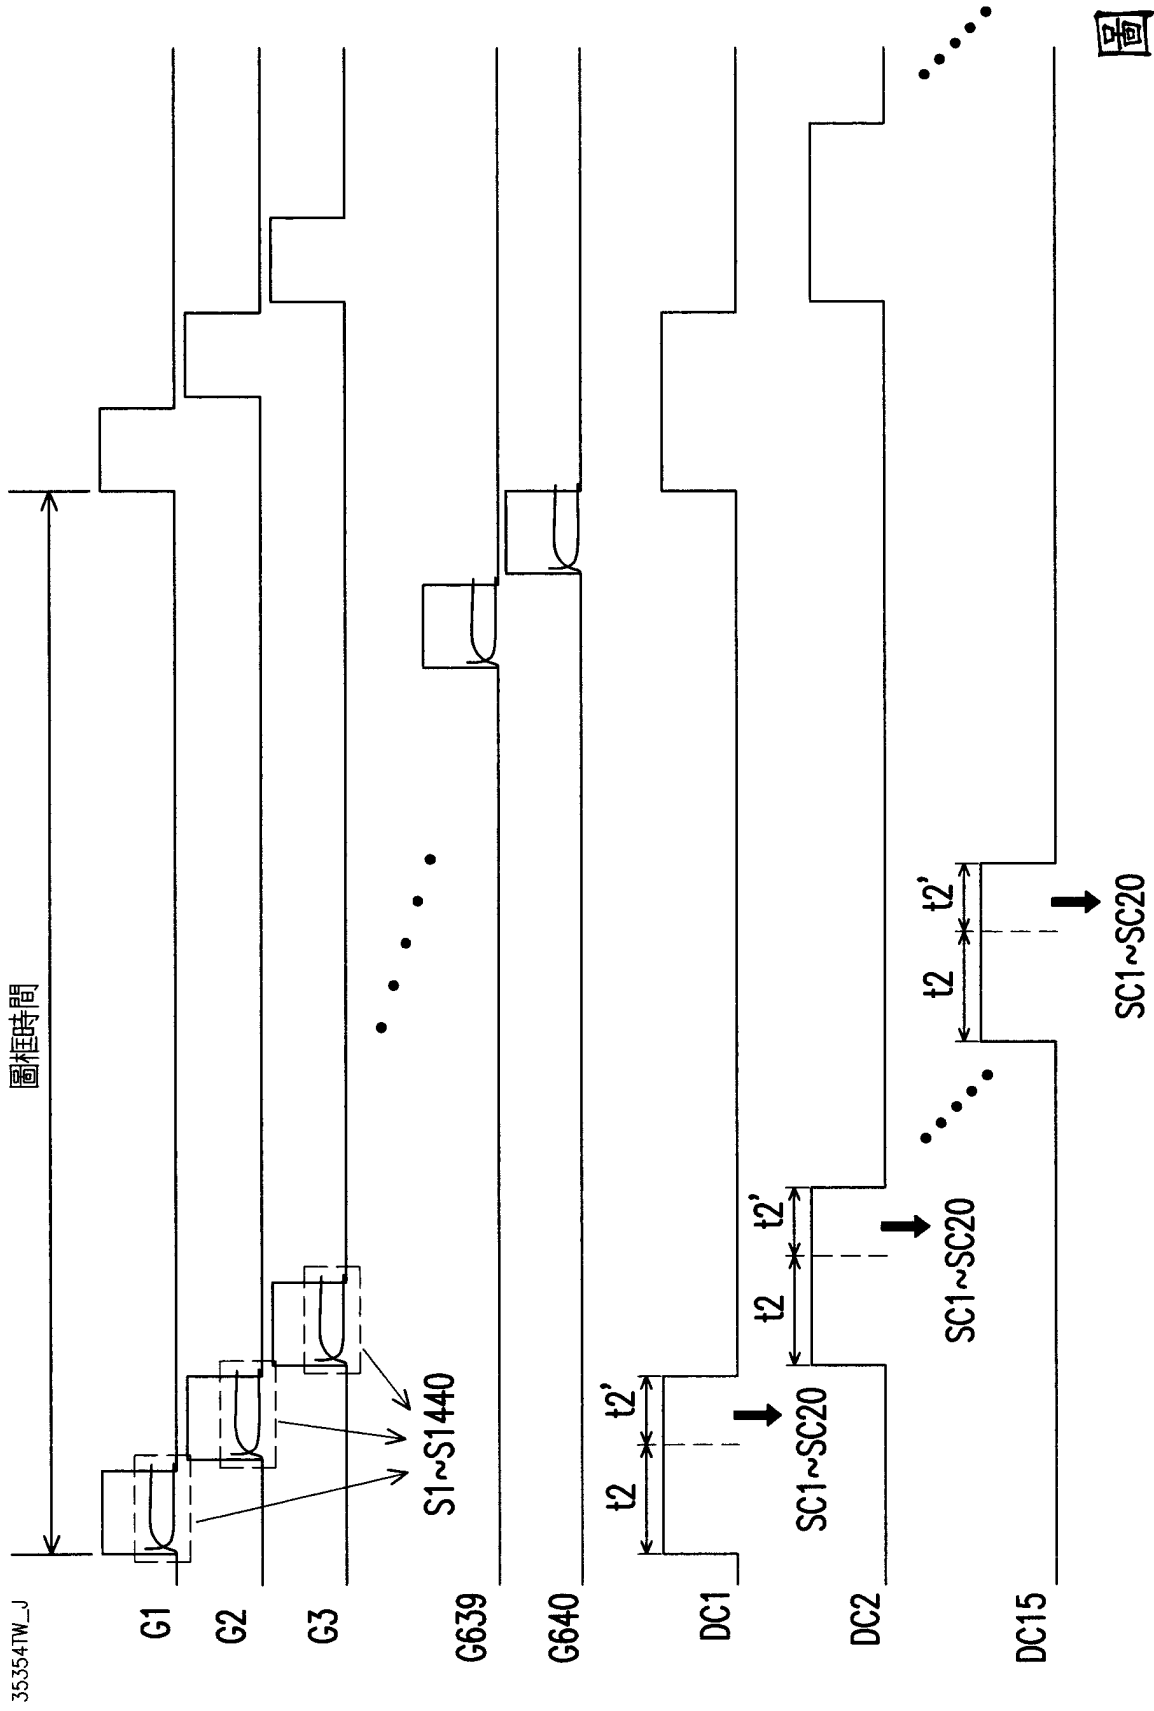 35354TW_J
圖框時間
G1
G2
G3
S1~S1440
G639
G640
DC1
t2
t2'
SC1~SC20
DC2
t2
t2'
SC1~SC20
DC15
t2
t2'
SC1~SC20
圖